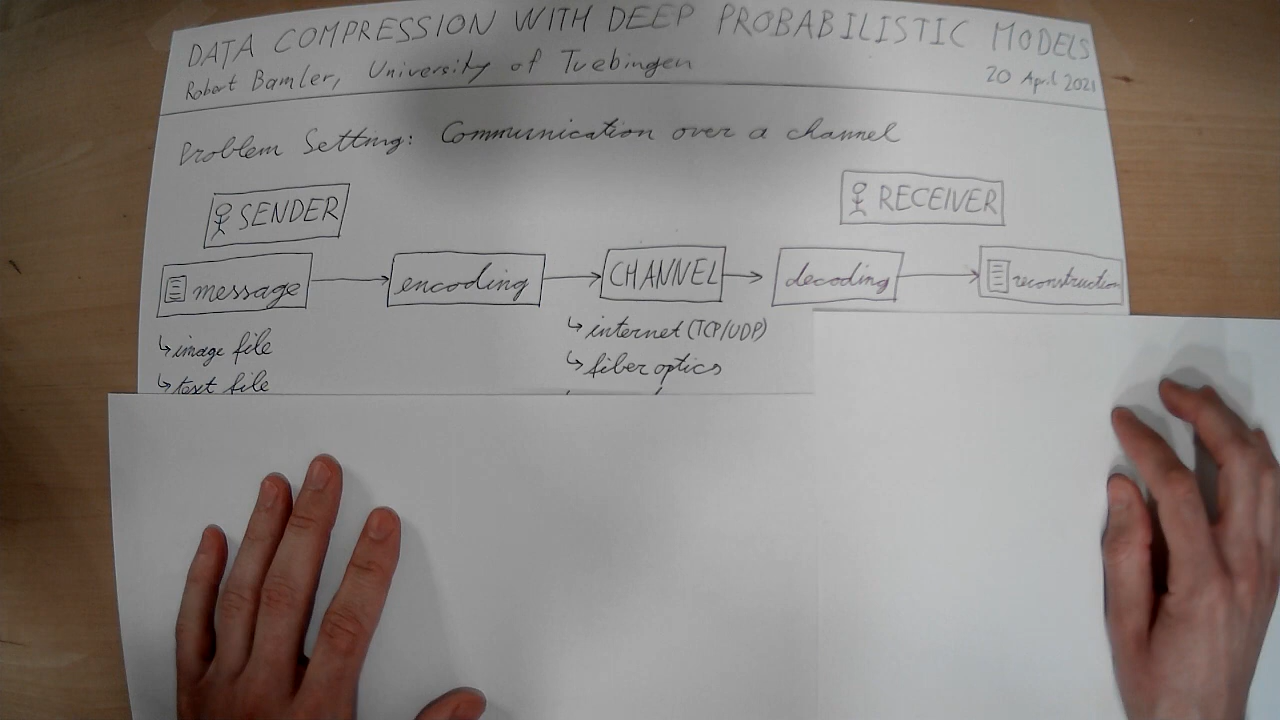 DATA COMPRESSION WITH DEEP PROBABILISTIC MODELS
Robert Bamler, University of Tuebingen
20 April 2021
Problem Setting: Communication over a channel
SENDER
RECEIVER
message
encoding
CHANNEL
decoding
reconstruction
↳ image file
↳ text file
↳ internet (TCP/UDP)
↳ fiber optics